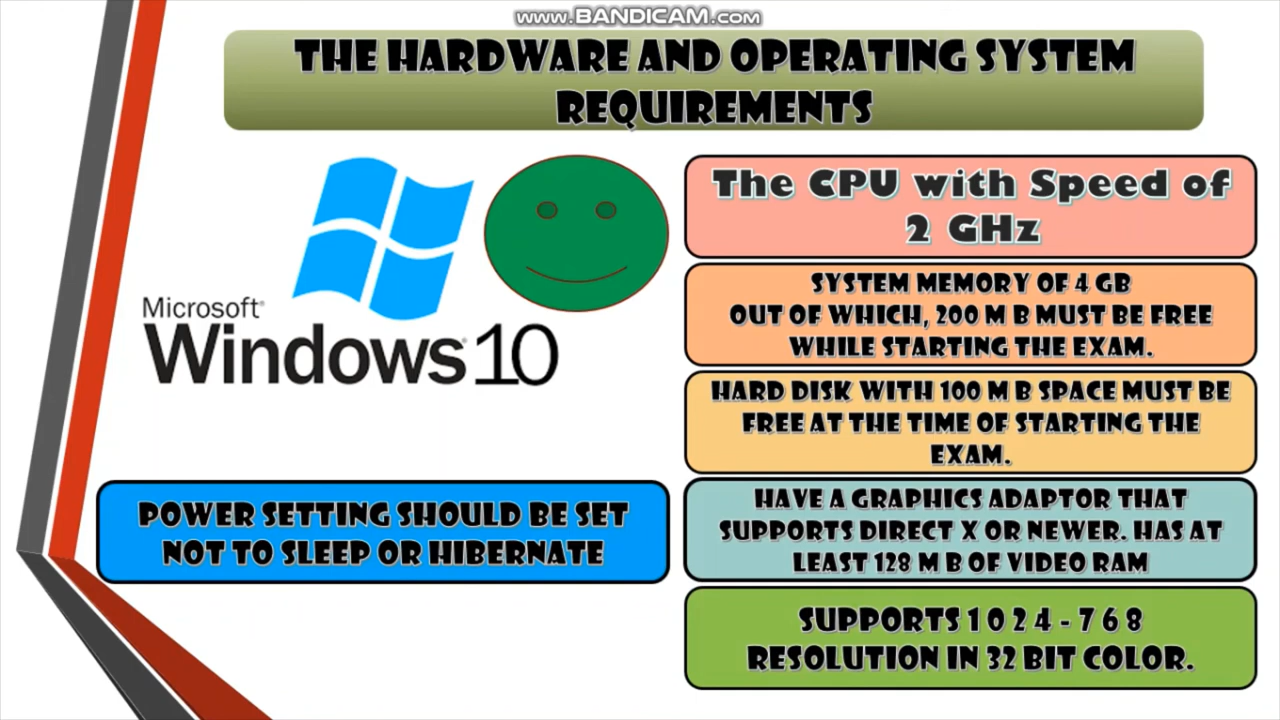 www.BANDICAM.com
THE HARDWARE AND OPERATING SYSTEM
REQUIREMENTS
Microsoft®
Windows® 10
POWER SETTING SHOULD BE SET
NOT TO SLEEP OR HIBERNATE
The CPU with Speed of
2 GHz
SYSTEM MEMORY OF 4 GB
OUT OF WHICH, 200 M B MUST BE FREE
WHILE STARTING THE EXAM.
HARD DISK WITH 100 M B SPACE MUST BE
FREE AT THE TIME OF STARTING THE
EXAM.
HAVE A GRAPHICS ADAPTOR THAT
SUPPORTS DIRECT X OR NEWER. HAS AT
LEAST 128 M B OF VIDEO RAM
SUPPORTS 1 0 2 4 - 7 6 8
RESOLUTION IN 32 BIT COLOR.